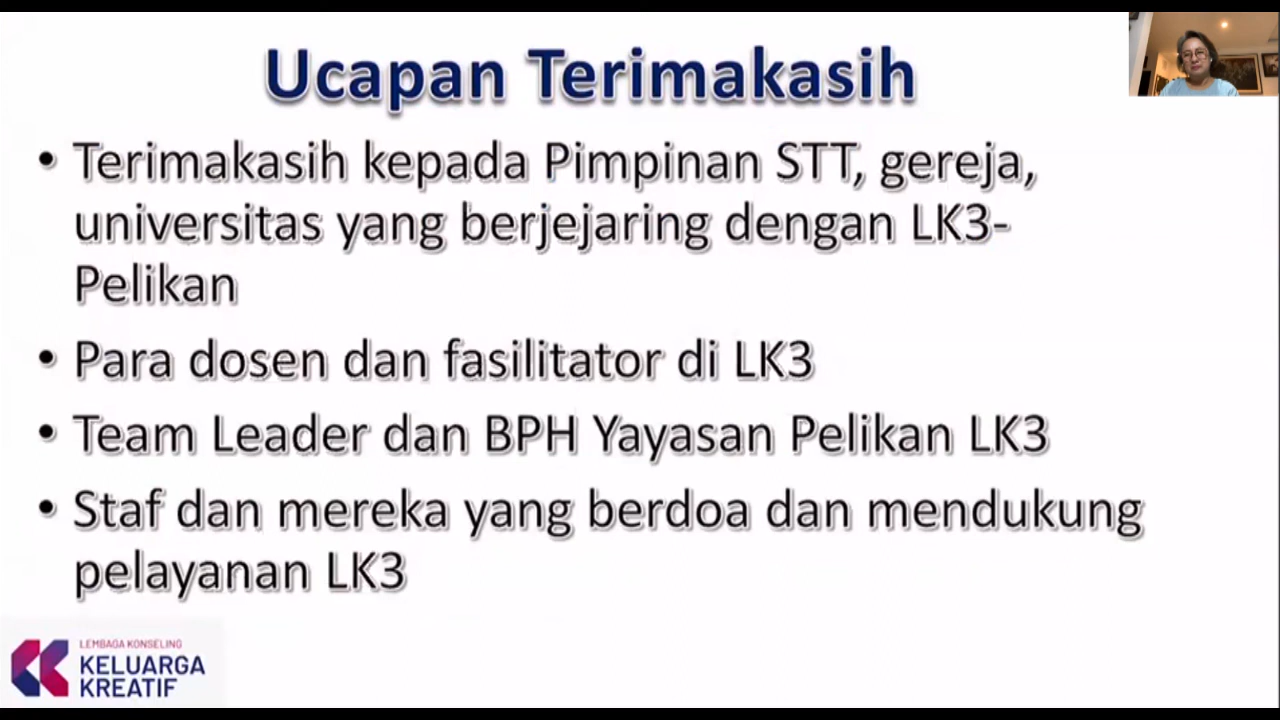 Ucapan Terimakasih
• Terimakasih kepada Pimpinan STT, gereja,
universitas yang berjejaring dengan LK3-
Pelikan
• Para dosen dan fasilitator di LK3
• Team Leader dan BPH Yayasan Pelikan LK3
• Staf dan mereka yang berdoa dan mendukung
pelayanan LK3
LEMBAGA KONSELING
KELUARGA
KREATIF